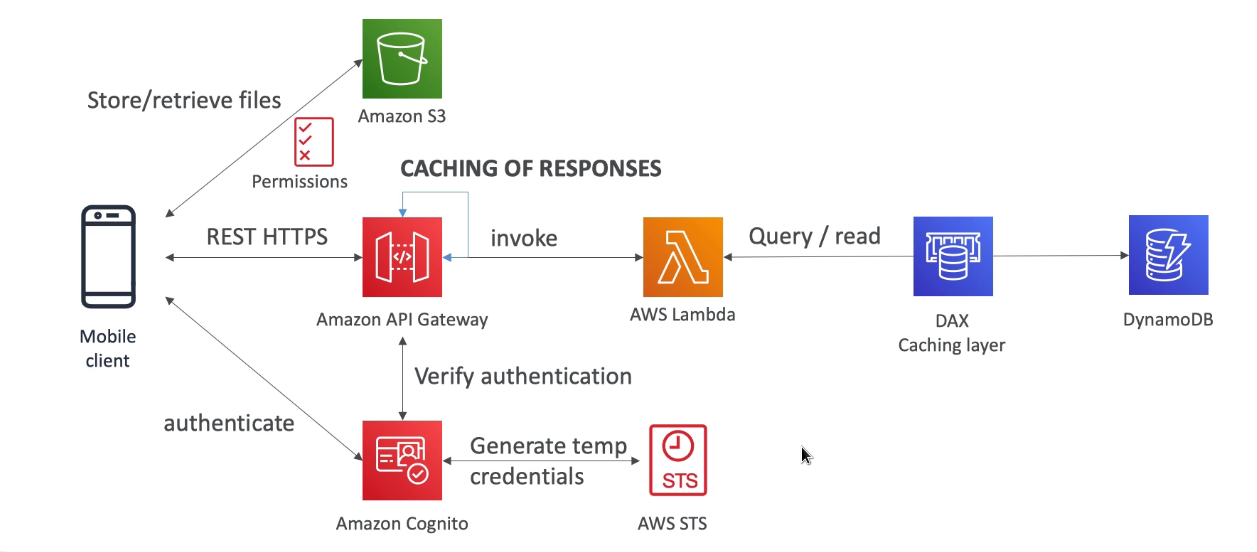 Amazon S3
Store/retrieve files
Permissions
CACHING OF RESPONSES
REST HTTPS
invoke
Query / read
Mobile
client
Amazon API Gateway
AWS Lambda
DAX
Caching layer
DynamoDB
Verify authentication
authenticate
Generate temp
credentials
STS
Amazon Cognito
AWS STS